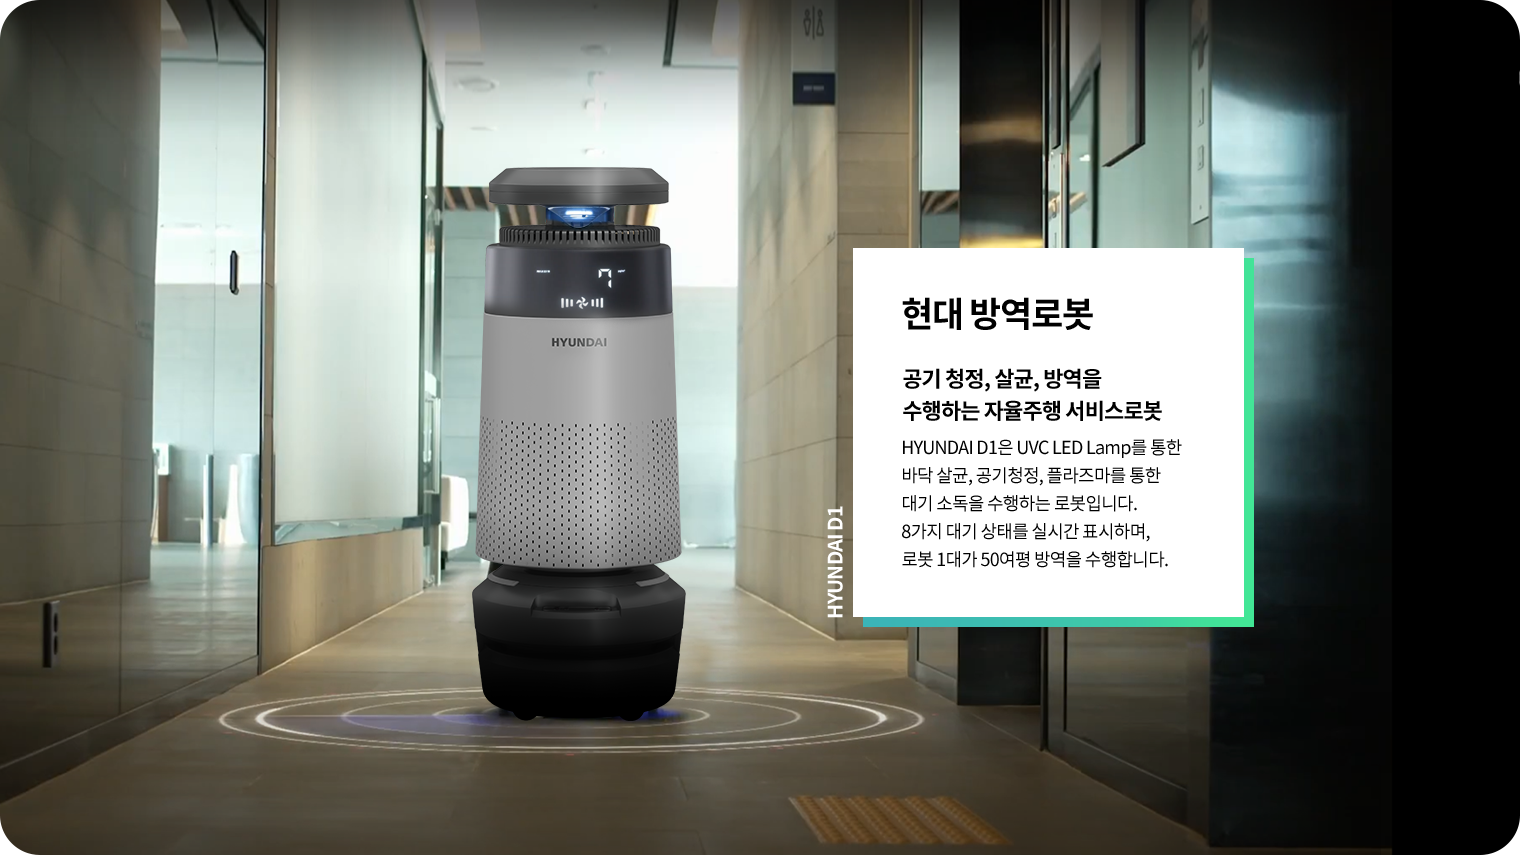 7
HYUNDAI
HYUNDAI D1
현대 방역로봇
공기 청정, 살균, 방역을
수행하는 자율주행 서비스로봇
HYUNDAI D1은 UVC LED Lamp를 통한
바닥 살균, 공기청정, 플라즈마를 통한
대기 소독을 수행하는 로봇입니다.
8가지 대기 상태를 실시간 표시하며,
로봇 1대가 50여평 방역을 수행합니다.